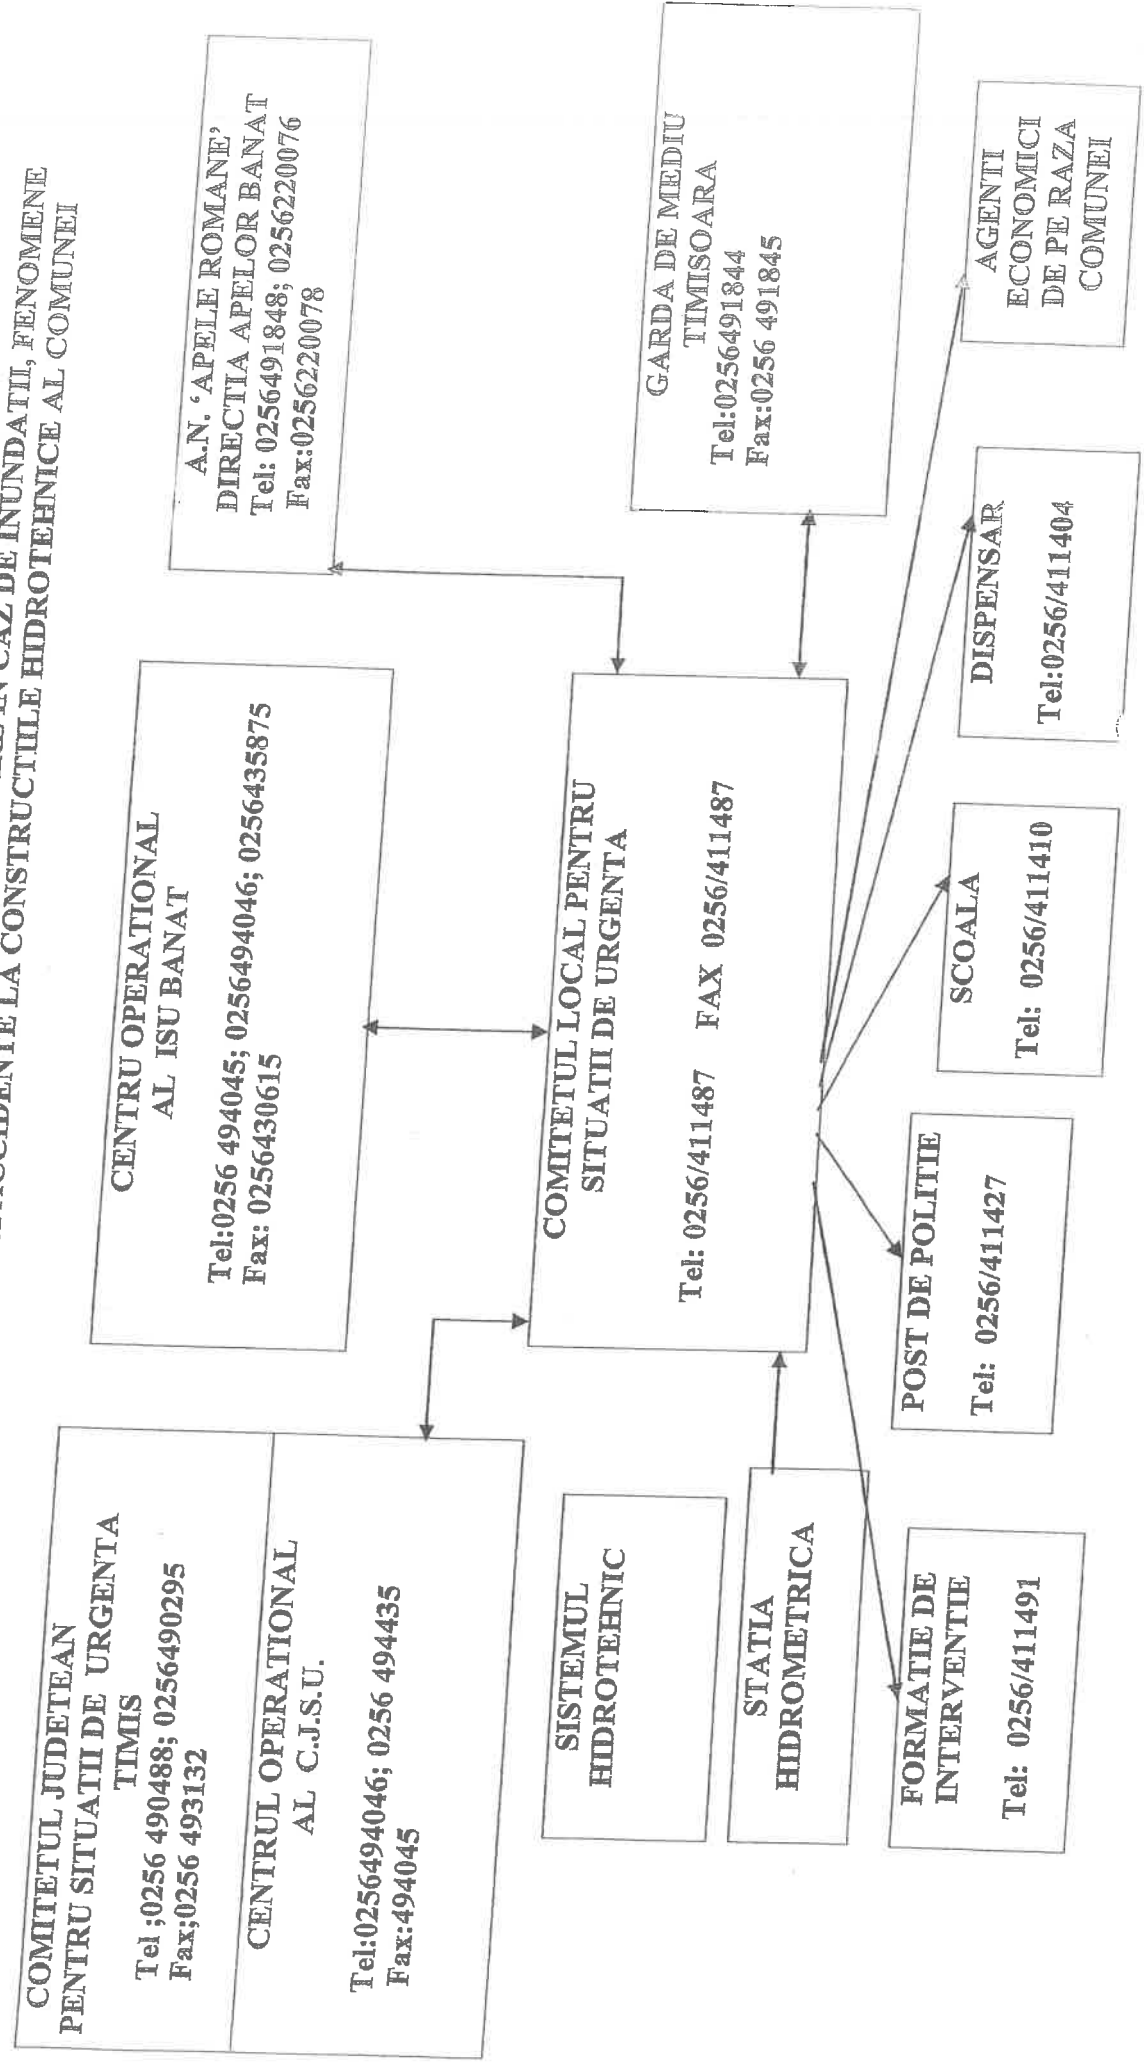 CAZ DE INUNDATII, FENOMENE
LA CONSTRUCTIILE HIDROTEHNICE AL COMUNEI
COMITETUL JUDETEAN
PENTRU SITUATII DE URGENTA
TIMIS
Tel ;0256 490488; 0256490295
Fax;0256 493132
CENTRUL OPERATIONAL
AL C.J.S.U.
Tel:0256494046; 0256 494435
Fax:494045
CENTRU OPERATIONAL
AL ISU BANAT
Tel:0256 494045; 0256494046; 0256435875
Fax: 0256430615
A.N. ‘APELE ROMANE’
DIRECTIA APELOR BANAT
Tel: 0256491848; 0256220076
Fax:0256220078
SISTEMUL
HIDROTEHNIC
COMITETUL LOCAL PENTRU
SITUATII DE URGENTA
Tel: 0256/411487 FAX 0256/411487
GARDA DE MEDIU
TIMISOARA
Tel:0256491844
Fax:0256 491845
STATIA
HIDROMETRICA
FORMATIE DE
INTERVENTIE
Tel: 0256/411491
POST DE POLITIE
Tel: 0256/411427
SCOALA
Tel: 0256/411410
DISPENSAR
Tel:0256/411404
AGENTI
ECONOMICI
DE PE RAZA
COMUNEI